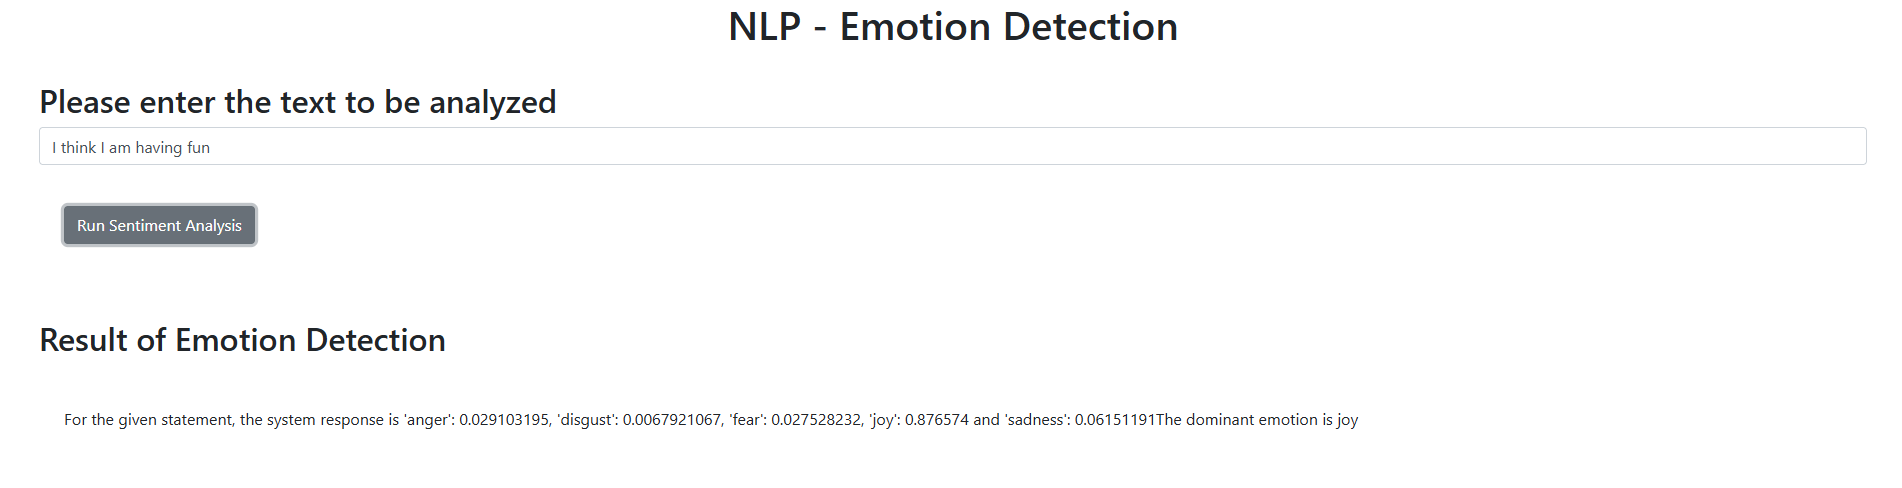 NLP - Emotion Detection
Please enter the text to be analyzed
I think I am having fun
Run Sentiment Analysis
Result of Emotion Detection
For the given statement, the system response is 'anger': 0.029103195, 'disgust': 0.0067921067, 'fear': 0.027528232, 'joy': 0.876574 and 'sadness': 0.06151191The dominant emotion is joy